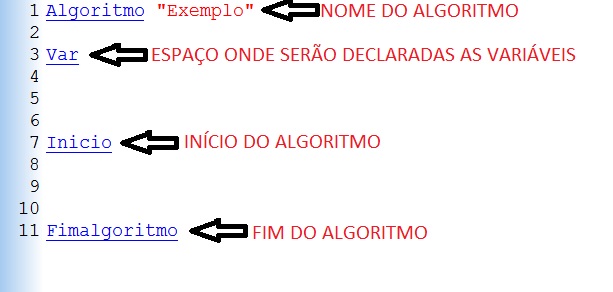 1 Algoritmo "Exemplo" NOME DO ALGORITMO
2
3 Var ESPAÇO ONDE SERÃO DECLARADAS AS VARIÁVEIS
4
5
6
7 Inicio INÍCIO DO ALGORITMO
8
9
10
11 Fimalgoritmo FIM DO ALGORITMO